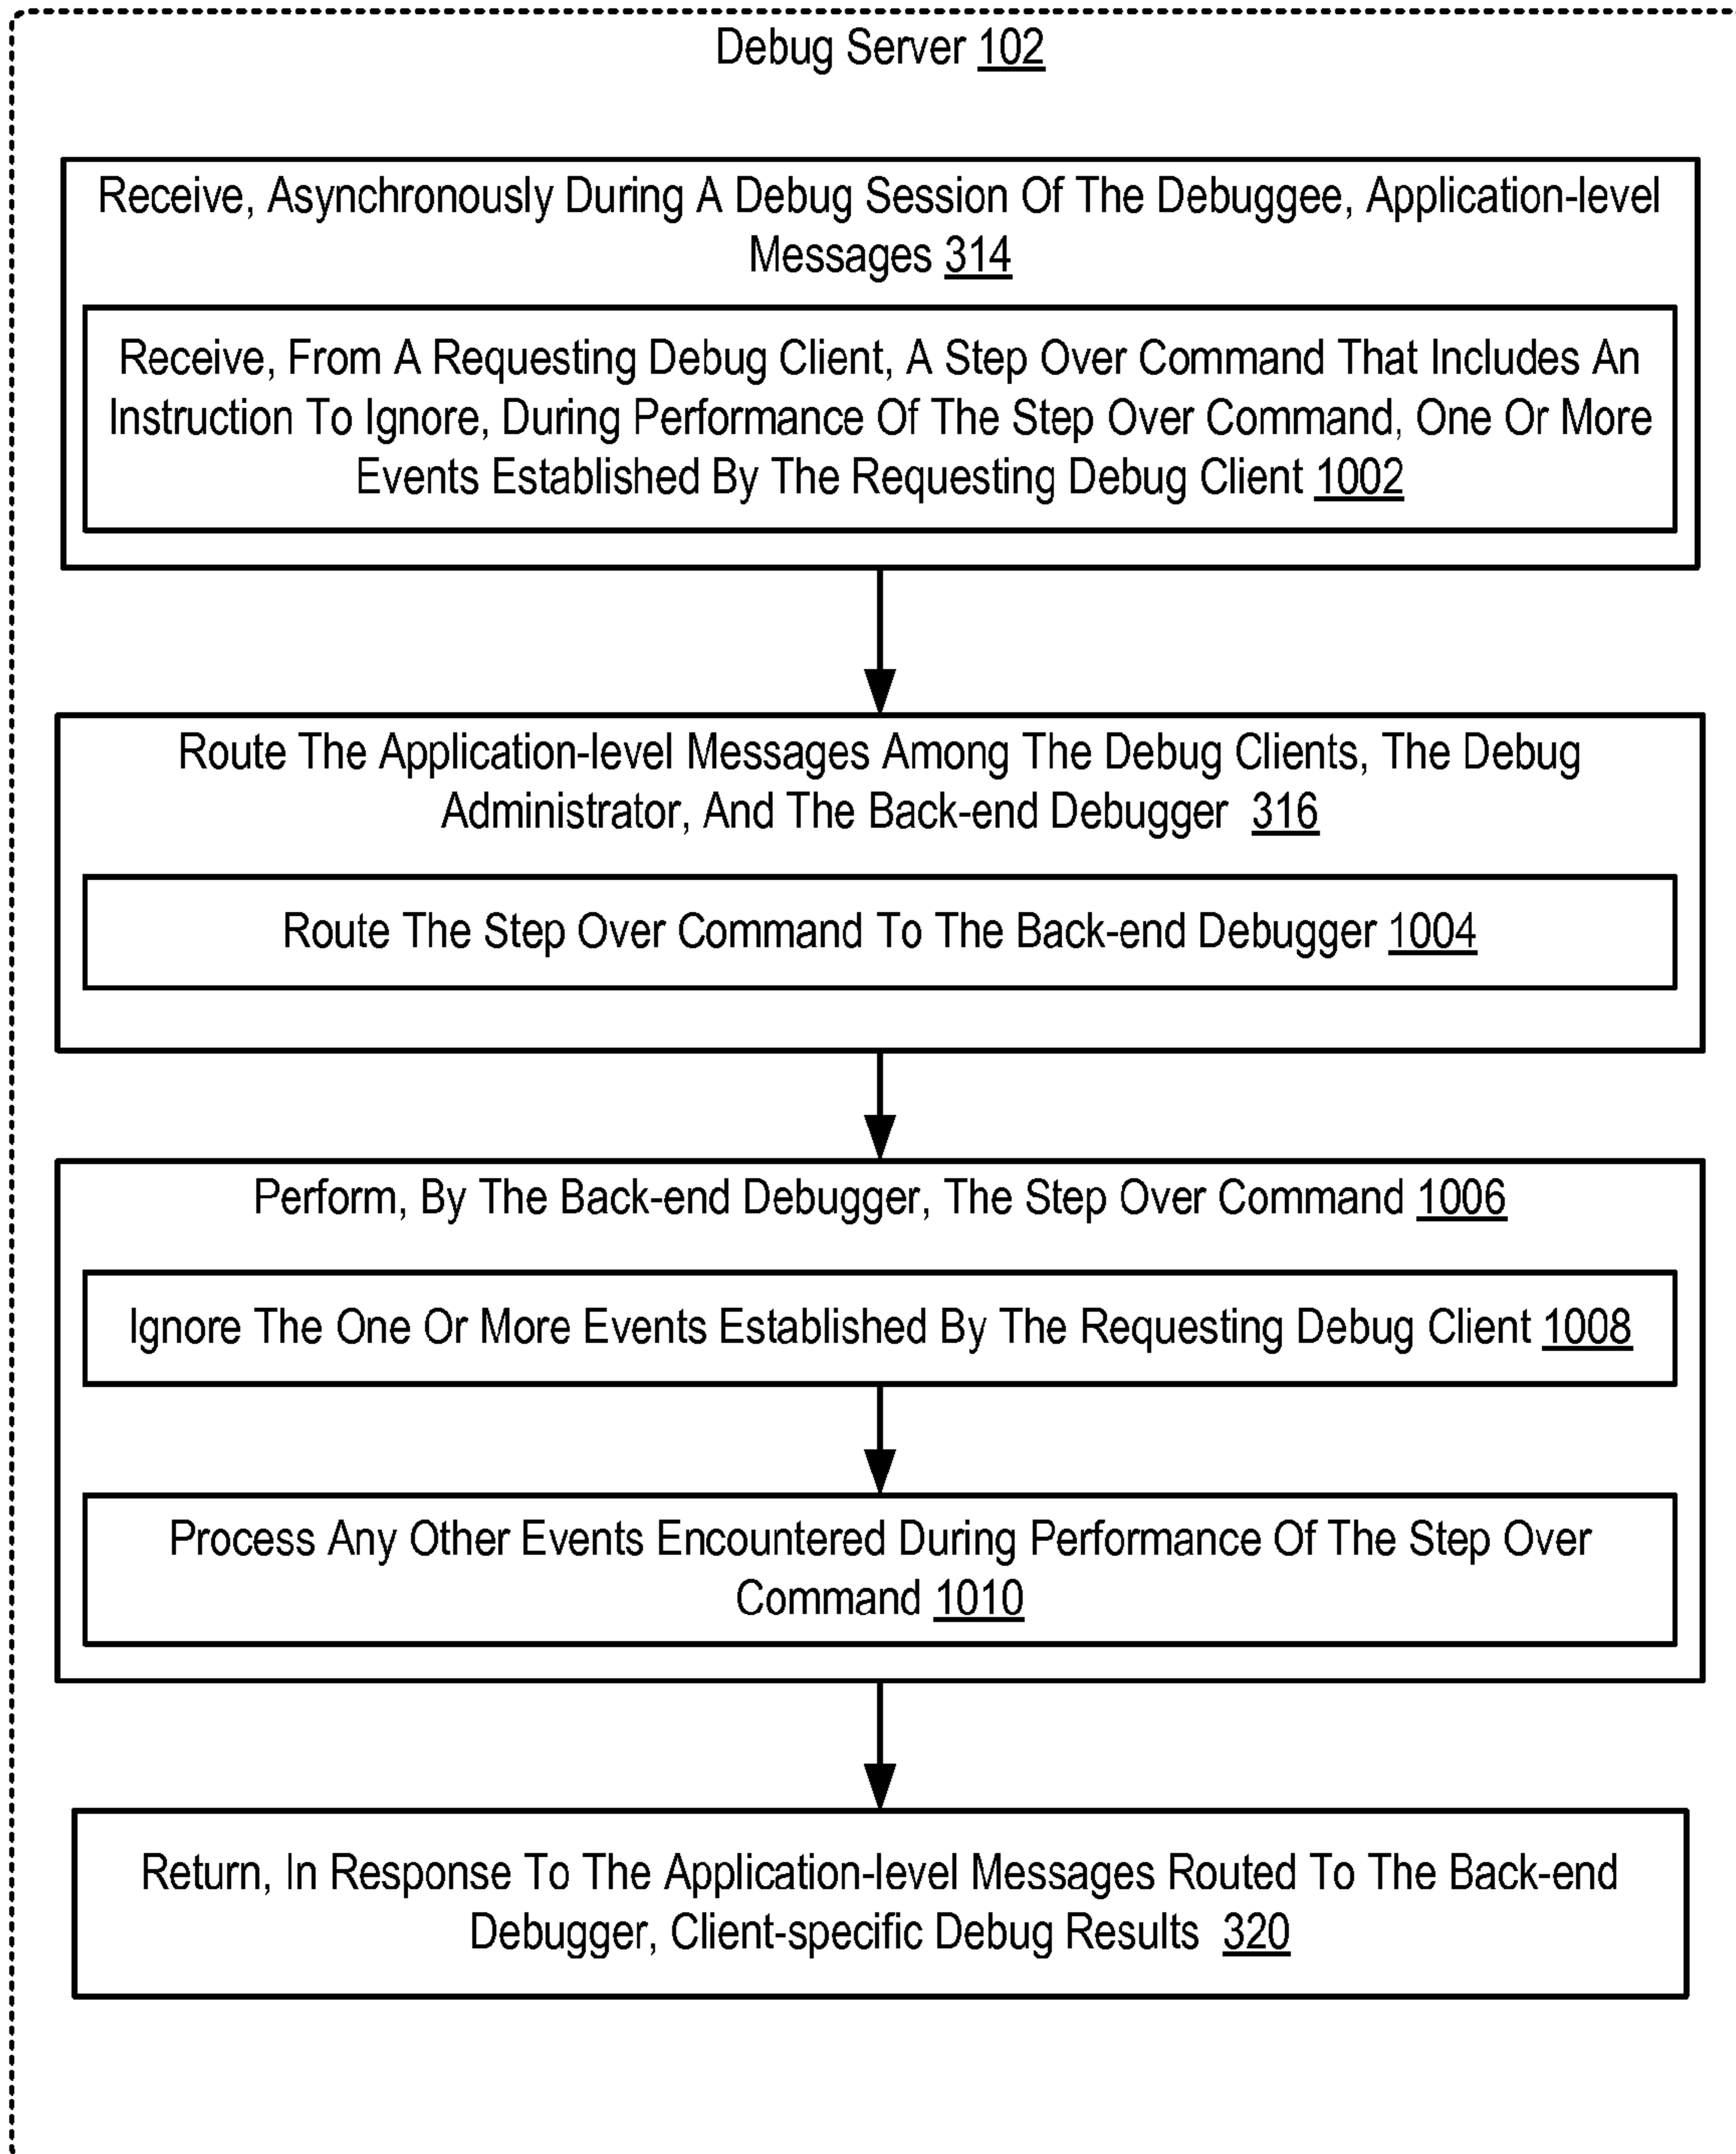 Debug Server 102
Receive, Asynchronously During A Debug Session Of The Debuggee, Application-level
Messages 314
Receive, From A Requesting Debug Client, A Step Over Command That Includes An
Instruction To Ignore, During Performance Of The Step Over Command, One Or More
Events Established By The Requesting Debug Client 1002
Route The Application-level Messages Among The Debug Clients, The Debug
Administrator, And The Back-end Debugger 316
Route The Step Over Command To The Back-end Debugger 1004
Perform, By The Back-end Debugger, The Step Over Command 1006
Ignore The One Or More Events Established By The Requesting Debug Client 1008
Process Any Other Events Encountered During Performance Of The Step Over
Command 1010
Return, In Response To The Application-level Messages Routed To The Back-end
Debugger, Client-specific Debug Results 320